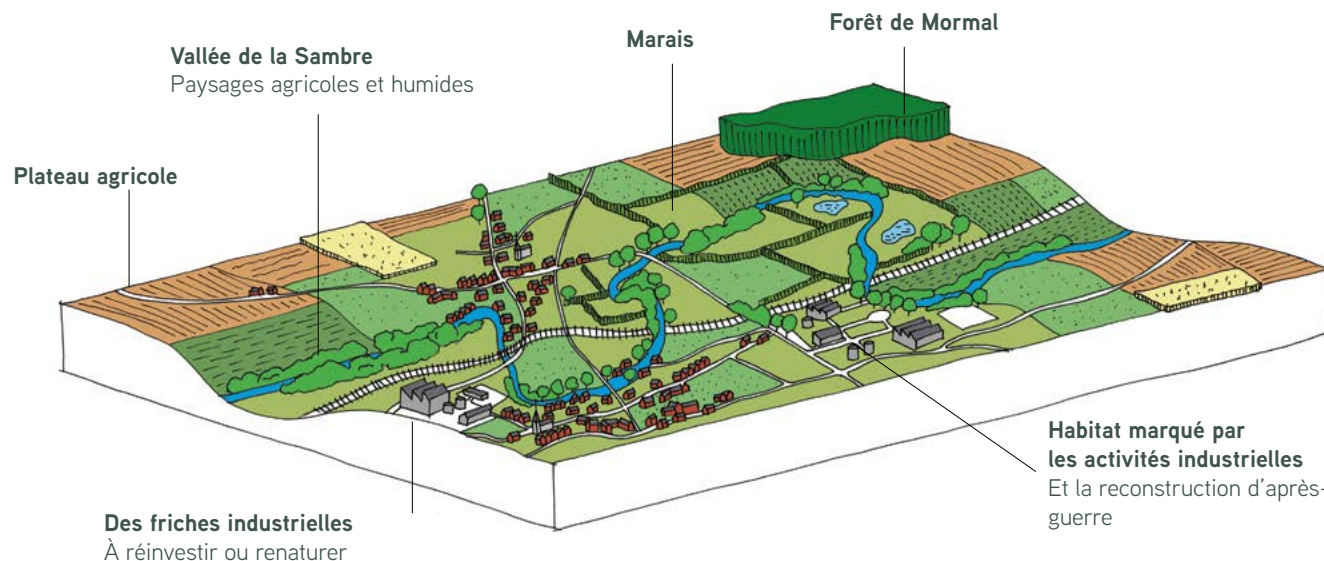 Forêt de Mormal
Marais
Vallée de la Sambre
Paysages agricoles et humides
Plateau agricole
Habitat marqué par
les activités industrielles
Et la reconstruction d'après-
guerre
Des friches industrielles
À réinvestir ou renaturer